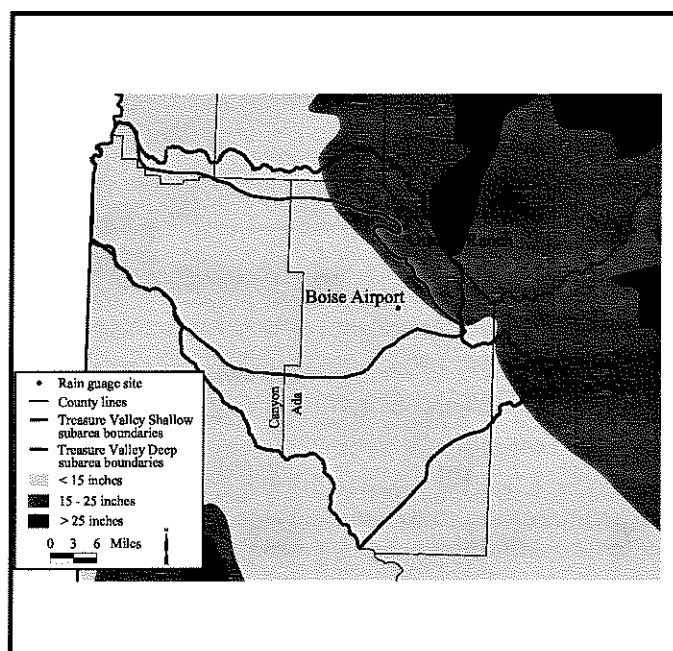 Boise Airport
Canyon
Ada
Rain guage site
County lines
Treasure Valley Shallow
subarea boundaries
Treasure Valley Deep
subarea boundaries
< 15 inches
15 - 25 inches
> 25 inches
0 3 6 Miles